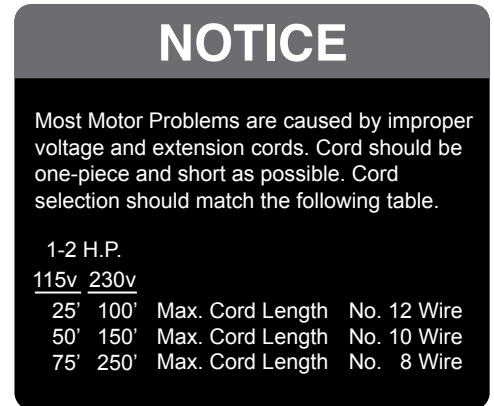 NOTICE
Most Motor Problems are caused by improper
voltage and extension cords. Cord should be
one-piece and short as possible. Cord
selection should match the following table.
1-2 H.P.
115v 230v
25’ 100’ Max. Cord Length No. 12 Wire
50’ 150’ Max. Cord Length No. 10 Wire
75’ 250’ Max. Cord Length No. 8 Wire